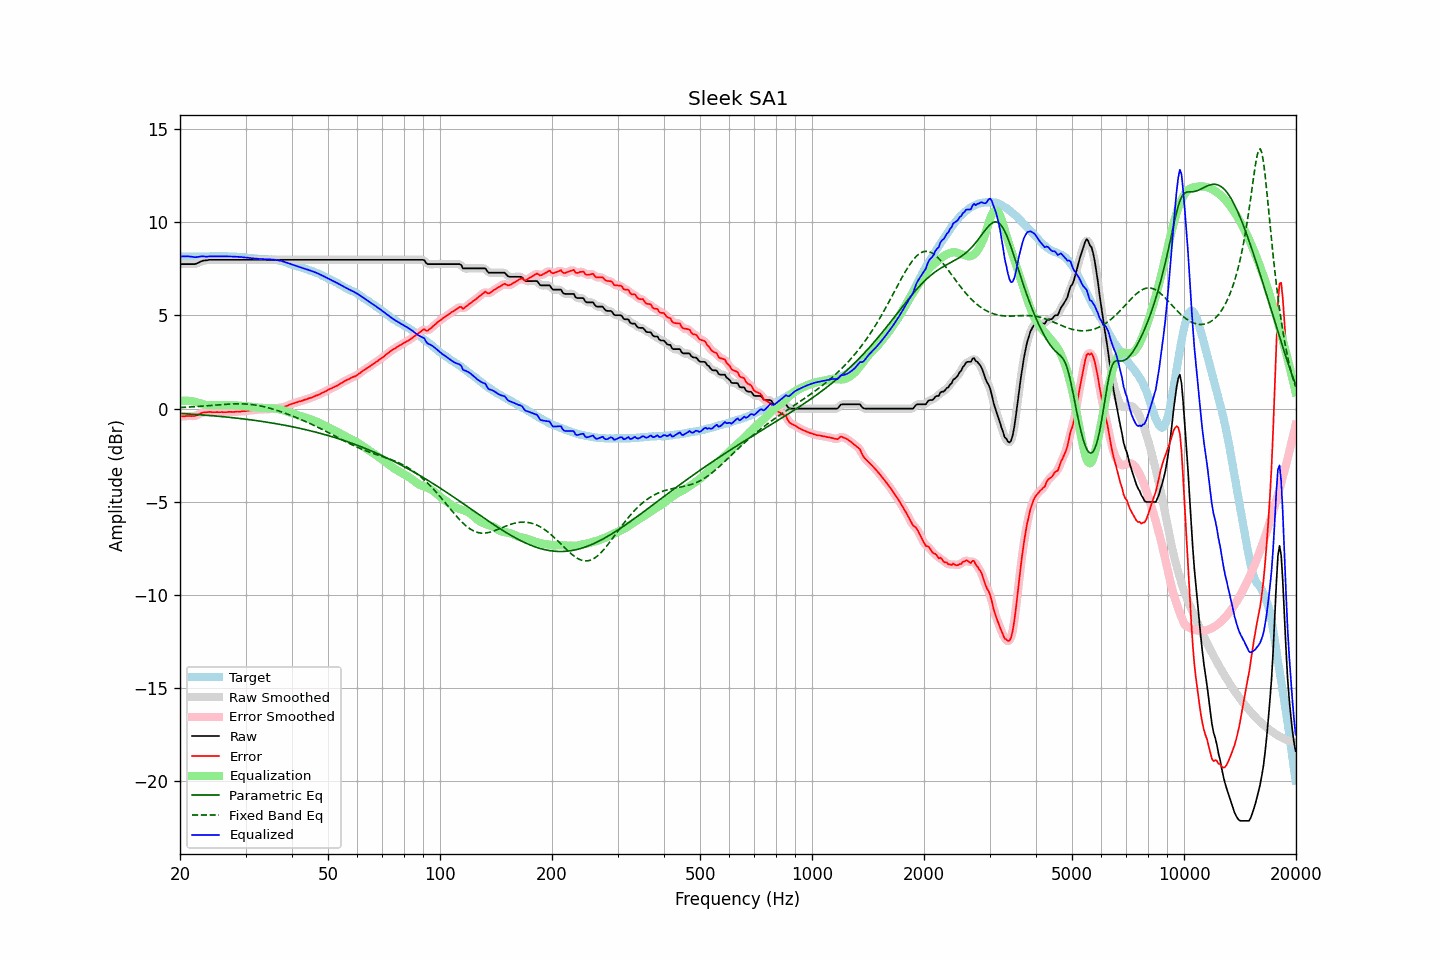 Sleek SA1
15
10
5
0
−5
−10
−15
−20
Amplitude (dBr)
Target
Raw Smoothed
Error Smoothed
Raw
Error
Equalization
Parametric Eq
Fixed Band Eq
Equalized
20 50 100 200 500 1000 2000 5000 10000 20000
Frequency (Hz)